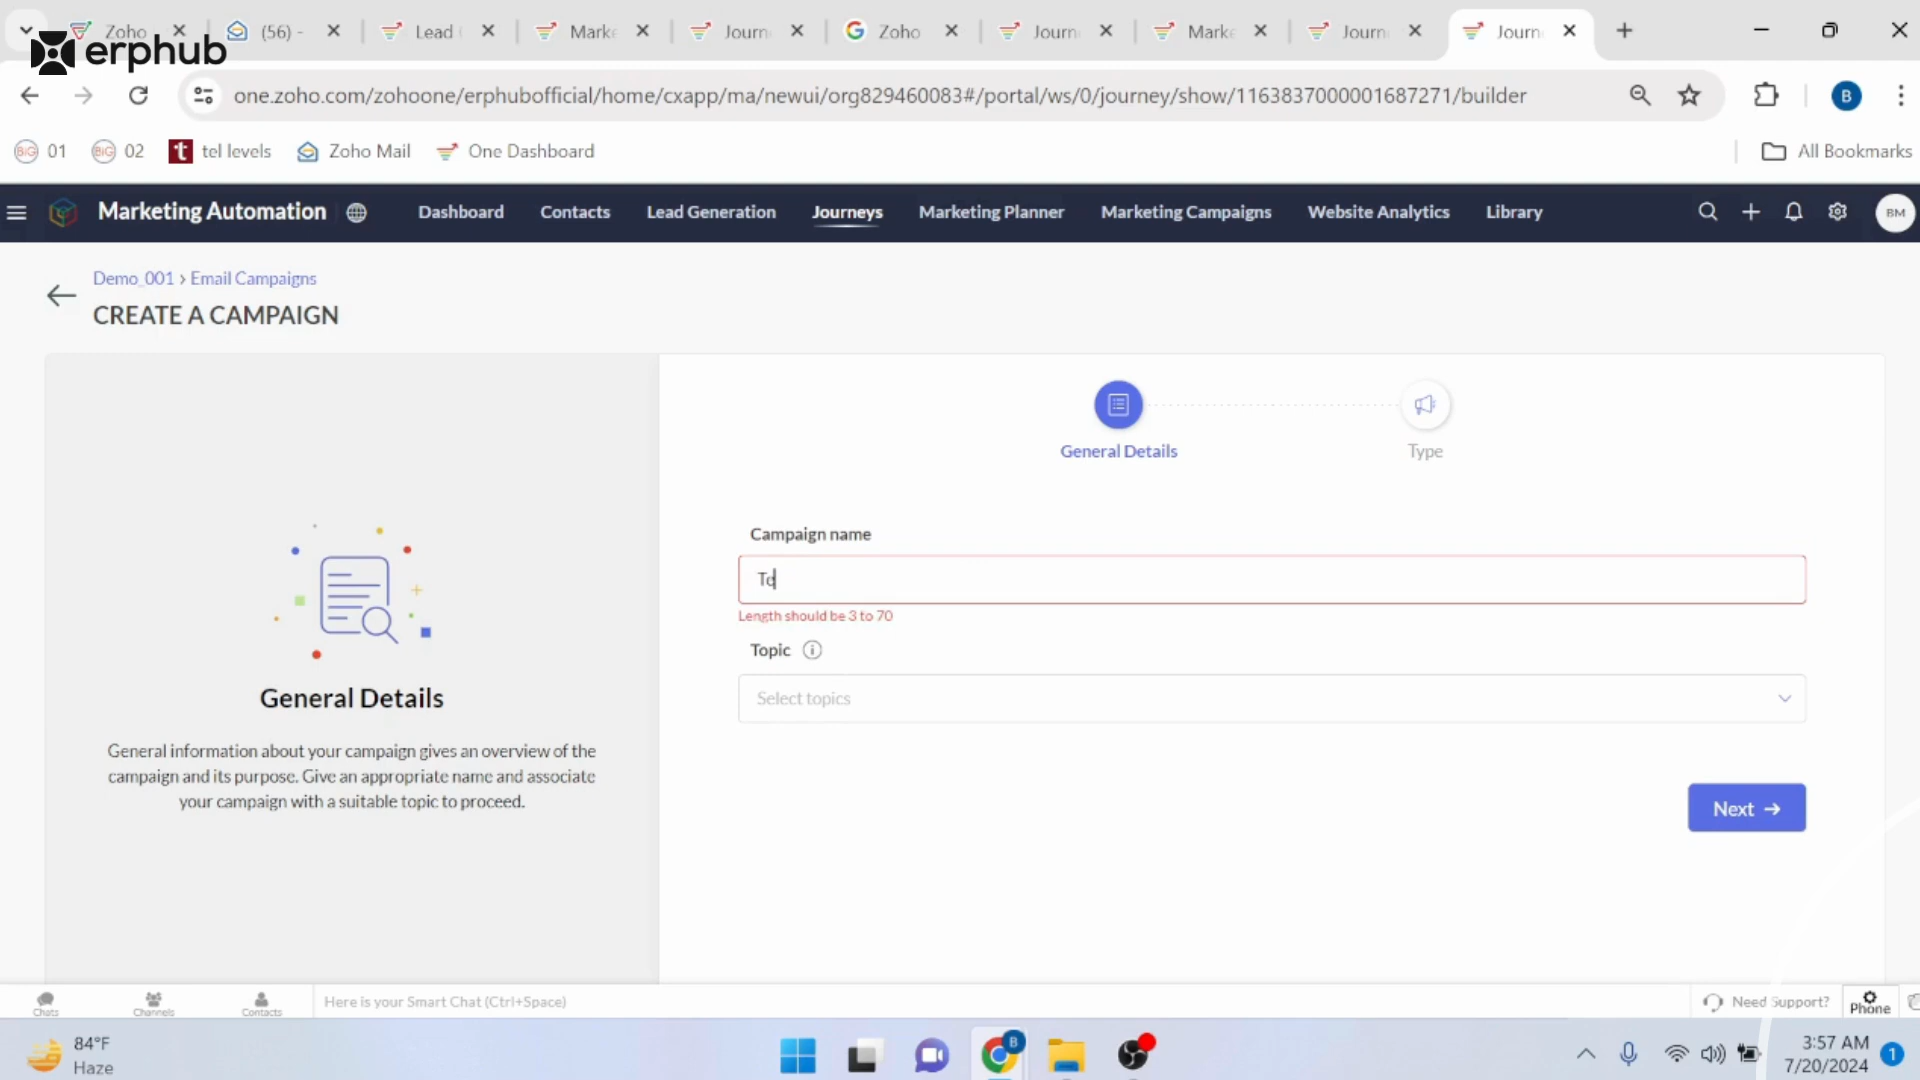 Zoho
(56) -
Lead
Marke
Journ
Zoho
Journ
Marke
Journ
Journ
erphub
one.zoho.com/zohoone/erphubofficial/home/cxapp/ma/newui/org829460083#/portal/ws/0/journey/show/1163837000001687271/builder
B
BIG 01
BIG 02
t tel levels
Zoho Mail
One Dashboard
All Bookmarks
Marketing Automation
Dashboard
Contacts
Lead Generation
Journeys
Marketing Planner
Marketing Campaigns
Website Analytics
Library
BM
Demo_001 › Email Campaigns
CREATE A CAMPAIGN
General Details
Type
Campaign name
To
Length should be 3 to 70
Topic
Select topics
Next →
General Details
General information about your campaign gives an overview of the
campaign and its purpose. Give an appropriate name and associate
your campaign with a suitable topic to proceed.
Chats
Channels
Contacts
Here is your Smart Chat (Ctrl+Space)
Need Support?
Phone
84°F
Haze
B
3:57 AM
7/20/2024
1